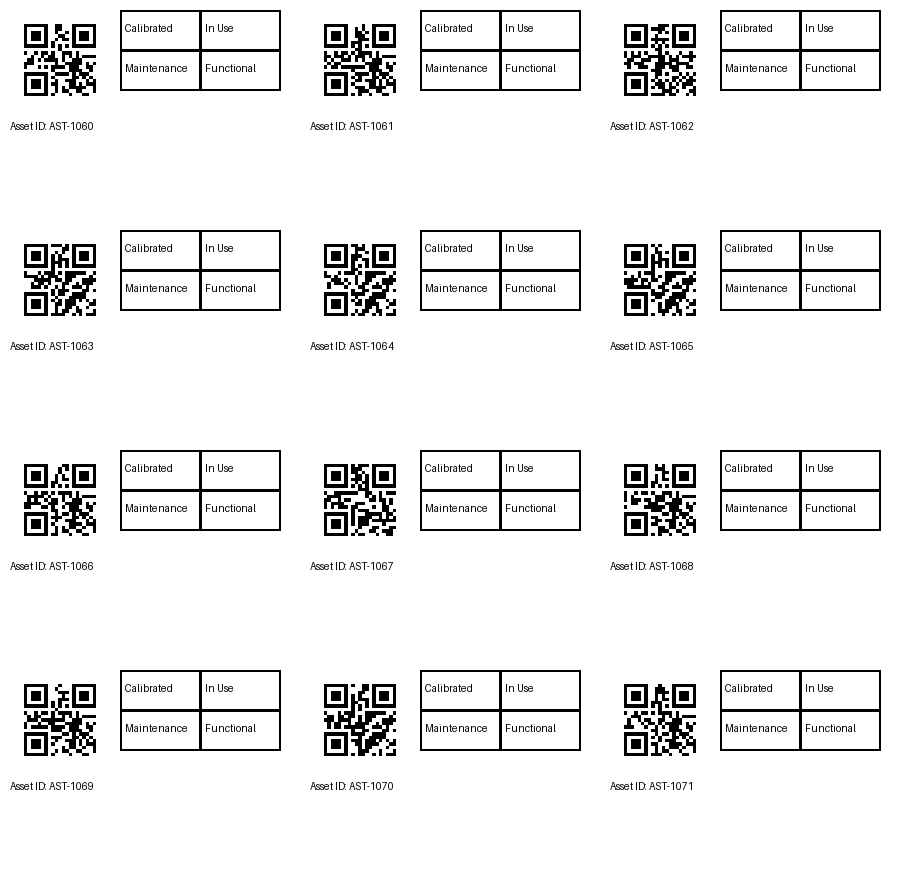 Calibrated In Use Calibrated In Use Calibrated In Use
Maintenance Functional Maintenance Functional Maintenance Functional
Asset ID: AST-1060 Asset ID: AST-1061 Asset ID: AST-1062
Calibrated In Use Calibrated In Use Calibrated In Use
Maintenance Functional Maintenance Functional Maintenance Functional
Asset ID: AST-1063 Asset ID: AST-1064 Asset ID: AST-1065
Calibrated In Use Calibrated In Use Calibrated In Use
Maintenance Functional Maintenance Functional Maintenance Functional
Asset ID: AST-1066 Asset ID: AST-1067 Asset ID: AST-1068
Calibrated In Use Calibrated In Use Calibrated In Use
Maintenance Functional Maintenance Functional Maintenance Functional
Asset ID: AST-1069 Asset ID: AST-1070 Asset ID: AST-1071